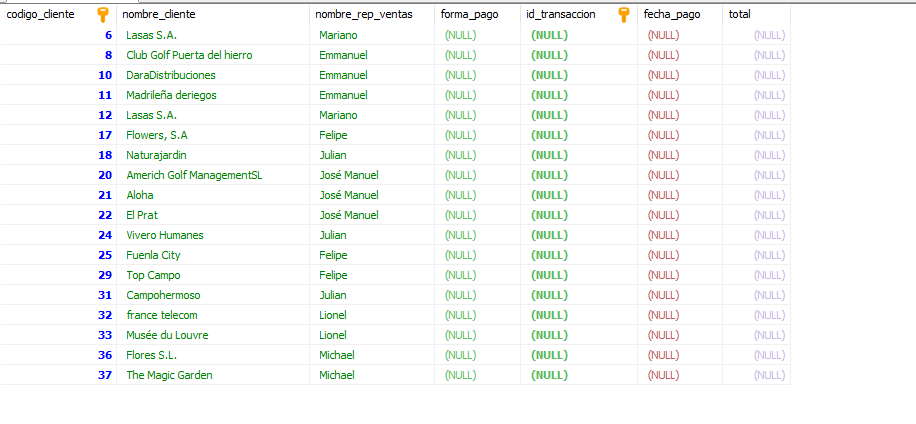 codigo_cliente nombre_cliente nombre_rep_ventas forma_pago id_transaccion fecha_pago total
6 Lasas S.A. Mariano (NULL) (NULL) (NULL) (NULL)
8 Club Golf Puerta del hierro Emmanuel (NULL) (NULL) (NULL) (NULL)
10 DaraDistribuciones Emmanuel (NULL) (NULL) (NULL) (NULL)
11 Madrileña deriegos Emmanuel (NULL) (NULL) (NULL) (NULL)
12 Lasas S.A. Mariano (NULL) (NULL) (NULL) (NULL)
17 Flowers, S.A Felipe (NULL) (NULL) (NULL) (NULL)
18 Naturajardin Julian (NULL) (NULL) (NULL) (NULL)
20 Americh Golf ManagementSL José Manuel (NULL) (NULL) (NULL) (NULL)
21 Aloha José Manuel (NULL) (NULL) (NULL) (NULL)
22 El Prat José Manuel (NULL) (NULL) (NULL) (NULL)
24 Vivero Humanes Julian (NULL) (NULL) (NULL) (NULL)
25 Fuenla City Felipe (NULL) (NULL) (NULL) (NULL)
29 Top Campo Felipe (NULL) (NULL) (NULL) (NULL)
31 Campohermoso Julian (NULL) (NULL) (NULL) (NULL)
32 france telecom Lionel (NULL) (NULL) (NULL) (NULL)
33 Musée du Louvre Lionel (NULL) (NULL) (NULL) (NULL)
36 Flores S.L. Michael (NULL) (NULL) (NULL) (NULL)
37 The Magic Garden Michael (NULL) (NULL) (NULL) (NULL)